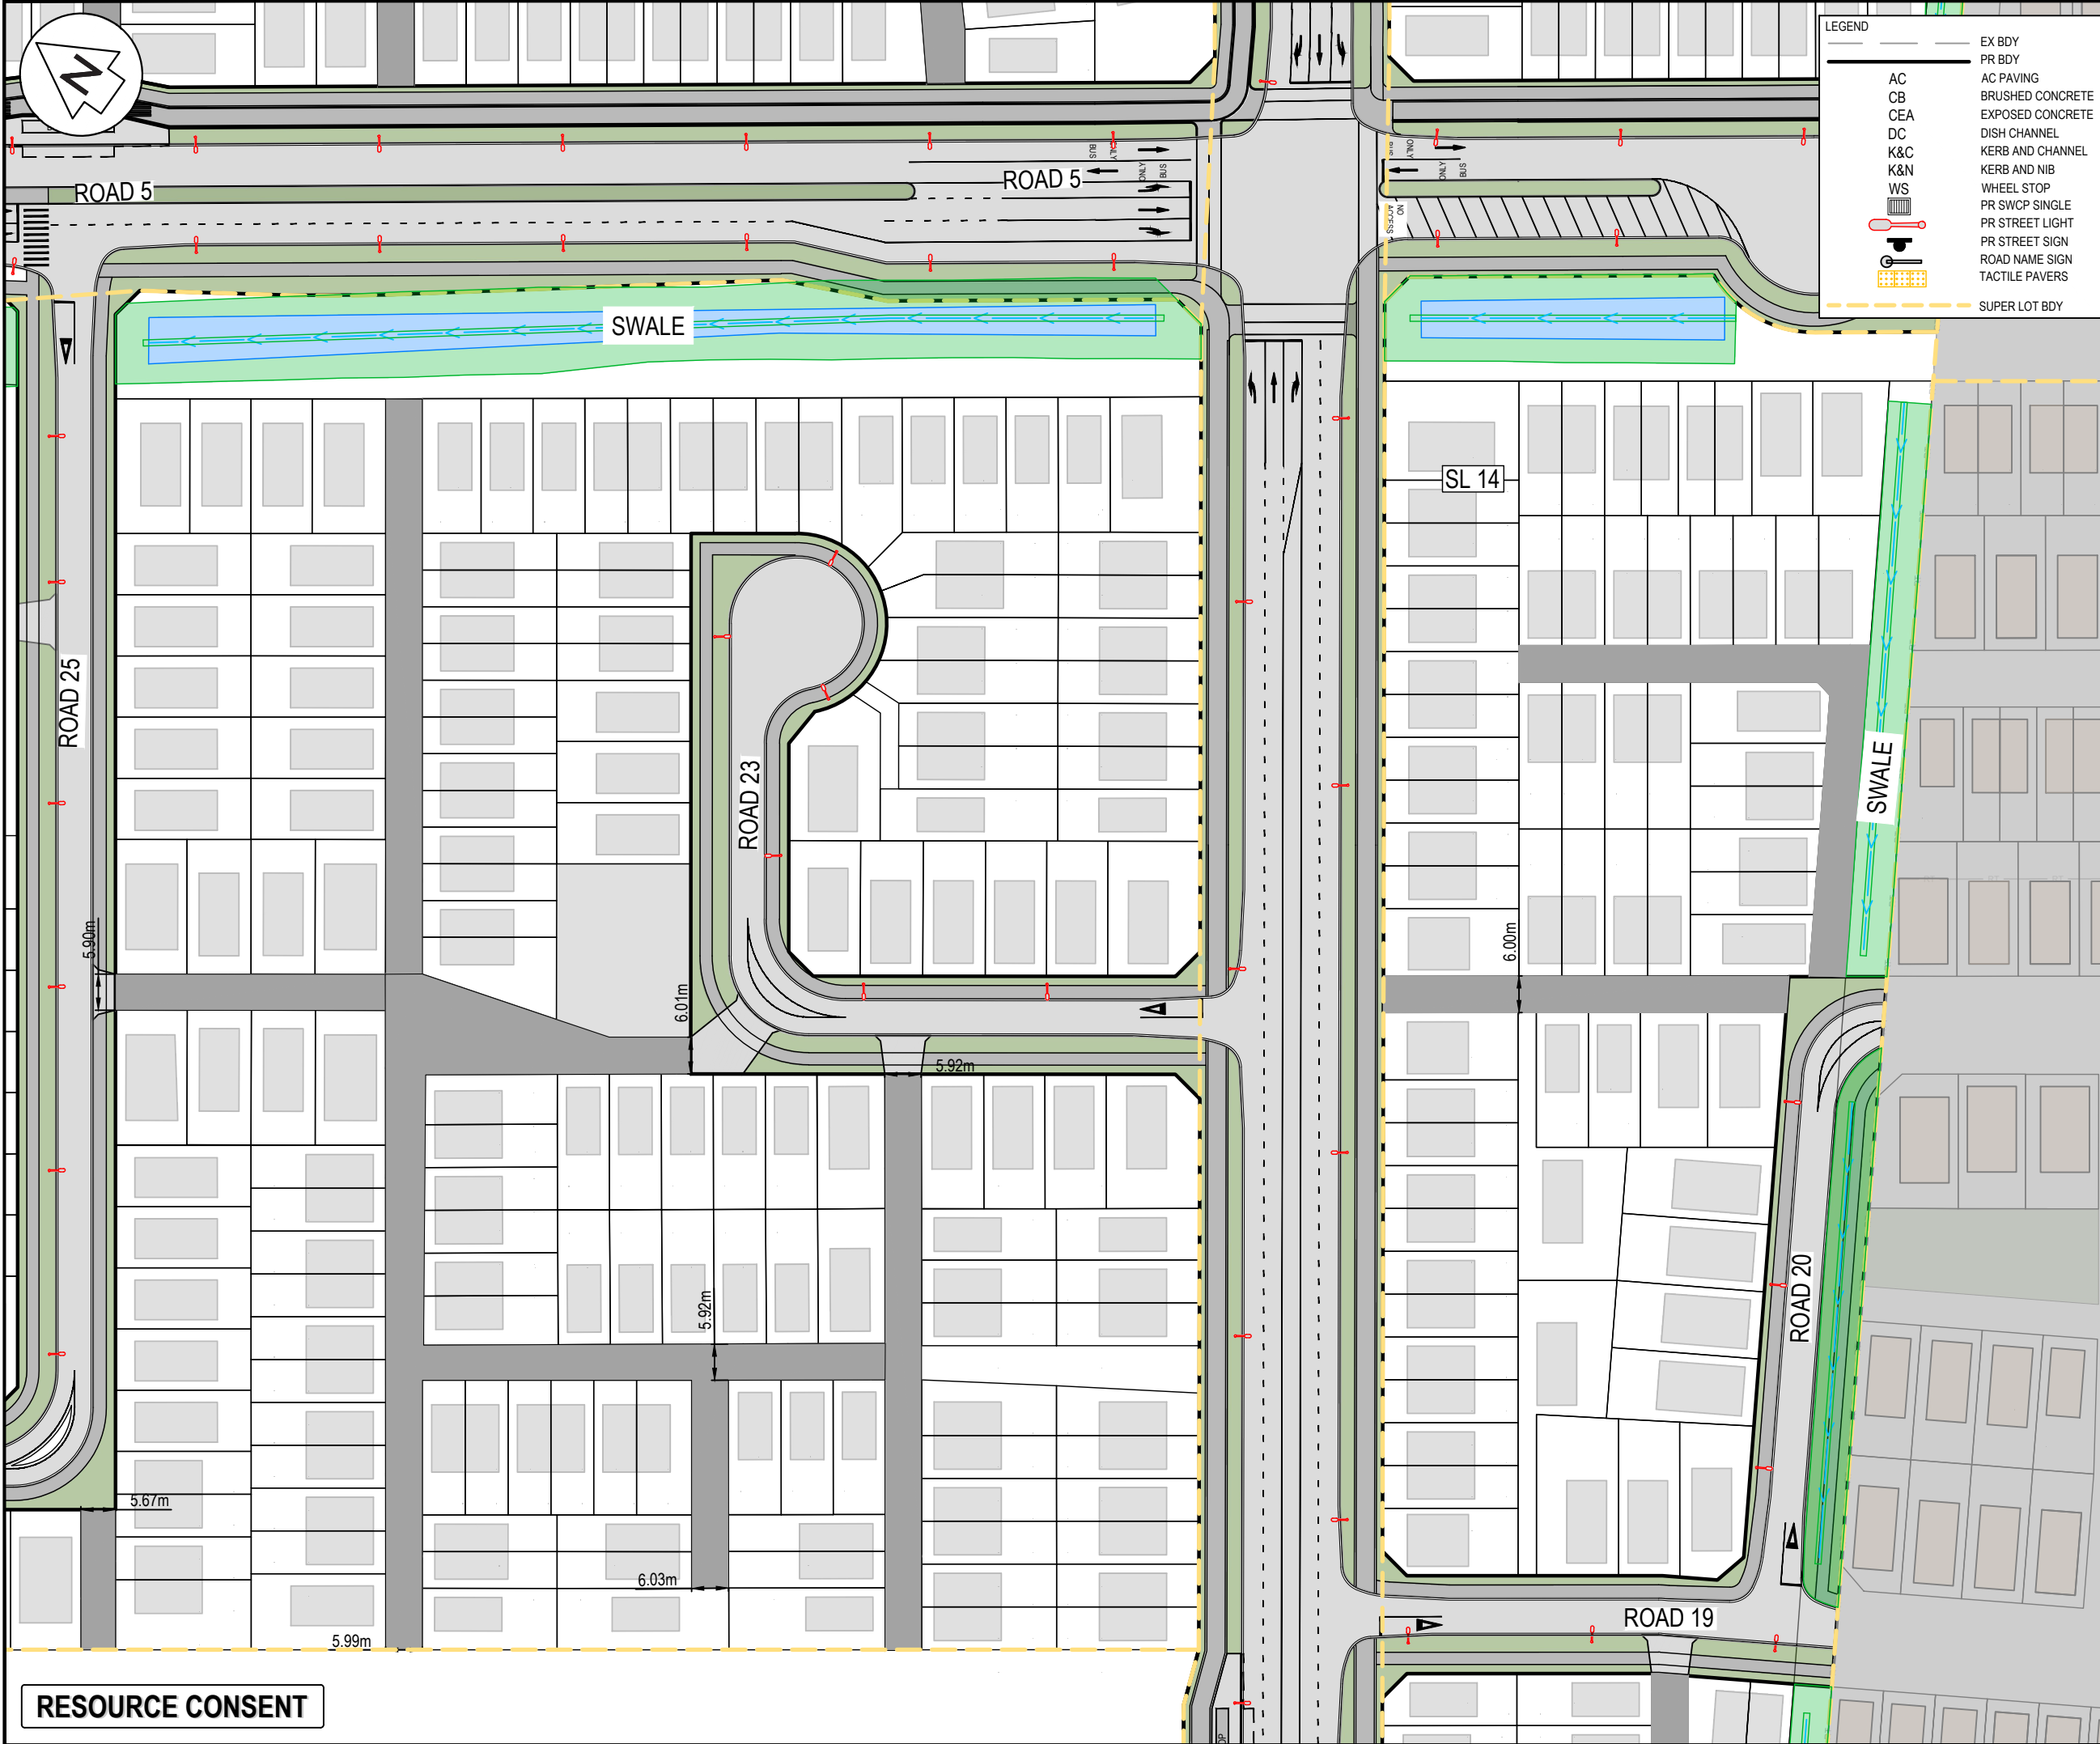 N
LEGEND
EX BDY
PR BDY
AC AC PAVING
CB BRUSHED CONCRETE
CEA EXPOSED CONCRETE
DC DISH CHANNEL
K&C KERB AND CHANNEL
K&N KERB AND NIB
WS WHEEL STOP
PR SWCP SINGLE
PR STREET LIGHT
PR STREET SIGN
ROAD NAME SIGN
TACTILE PAVERS
SUPER LOT BDY
ROAD 5
ROAD 5
BUS
ONLY
ONLY
BUS
ONLY
ONLY
BUS
NO
ACCESS
SWALE
SL 14
ROAD 25
ROAD 23
SWALE
5.90m
6.01m
6.00m
5.92m
5.92m
ROAD 20
5.67m
6.03m
ROAD 19
5.99m
RESOURCE CONSENT